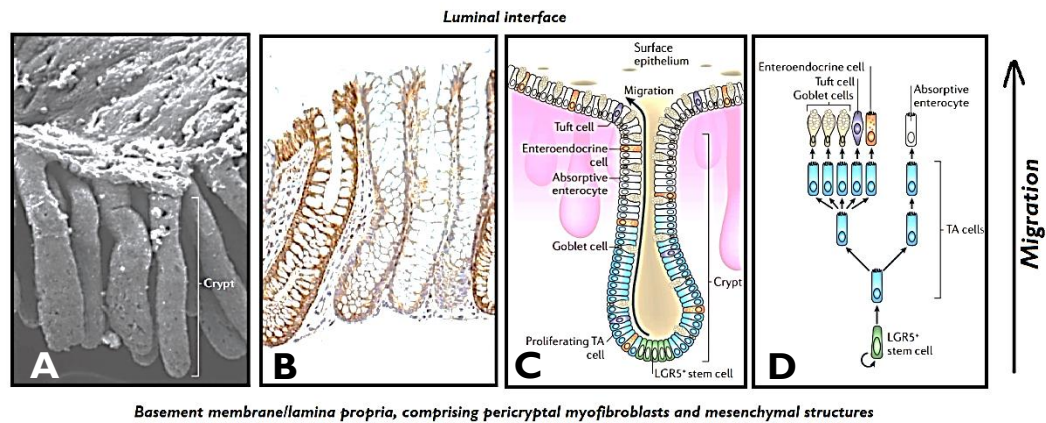 Luminal interface
Crypt
A
B
Surface
epithelium
Migration
Tuft cell
Enteroendocrine
cell
Absorptive
enterocyte
Goblet cell
Crypt
Proliferating TA
cell
LGR5⁺ stem cell
C
Enteroendocrine cell
Tuft cell
Goblet cells
Absorptive
enterocyte
TA cells
LGR5⁺
stem cell
D
Migration
Basement membrane/lamina propria, comprising pericryptal myofibroblasts and mesenchymal structures